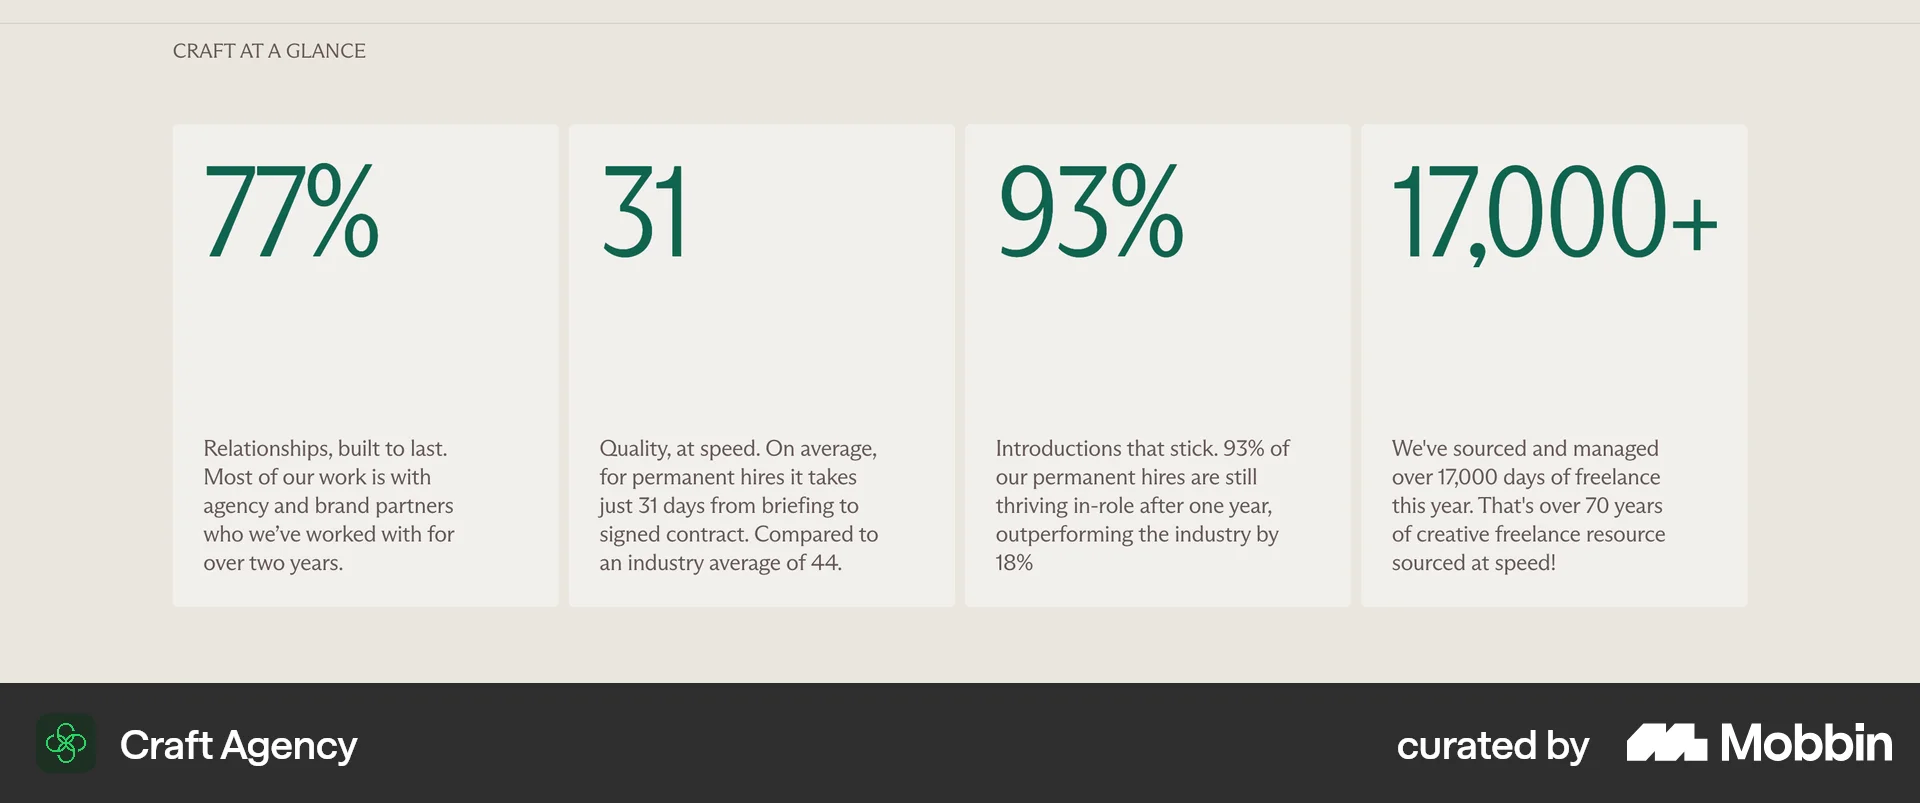 CRAFT AT A GLANCE
77%
Relationships, built to last.
Most of our work is with
agency and brand partners
who we’ve worked with for
over two years.
31
Quality, at speed. On average,
for permanent hires it takes
just 31 days from briefing to
signed contract. Compared to
an industry average of 44.
93%
Introductions that stick. 93% of
our permanent hires are still
thriving in-role after one year,
outperforming the industry by
18%
17,000+
We've sourced and managed
over 17,000 days of freelance
this year. That's over 70 years
of creative freelance resource
sourced at speed!
Craft Agency
curated by Mobbin